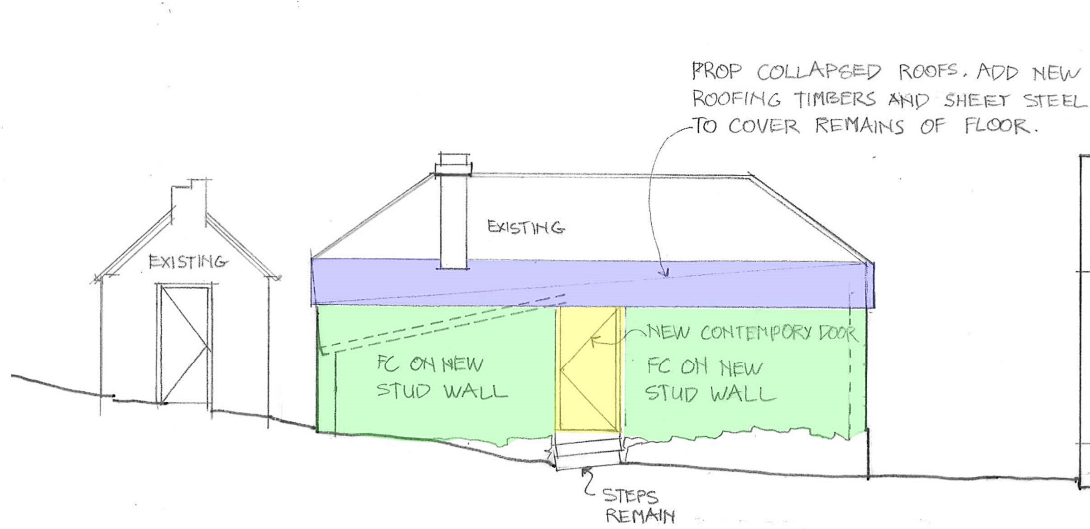 PROP COLLAPSED ROOFS. ADD NEW
ROOFING TIMBERS AND SHEET STEEL
TO COVER REMAINS OF FLOOR.
EXISTING
EXISTING
NEW CONTEMPORY DOOR
FC ON NEW
STUD WALL
FC ON NEW
STUD WALL
STEPS
REMAIN